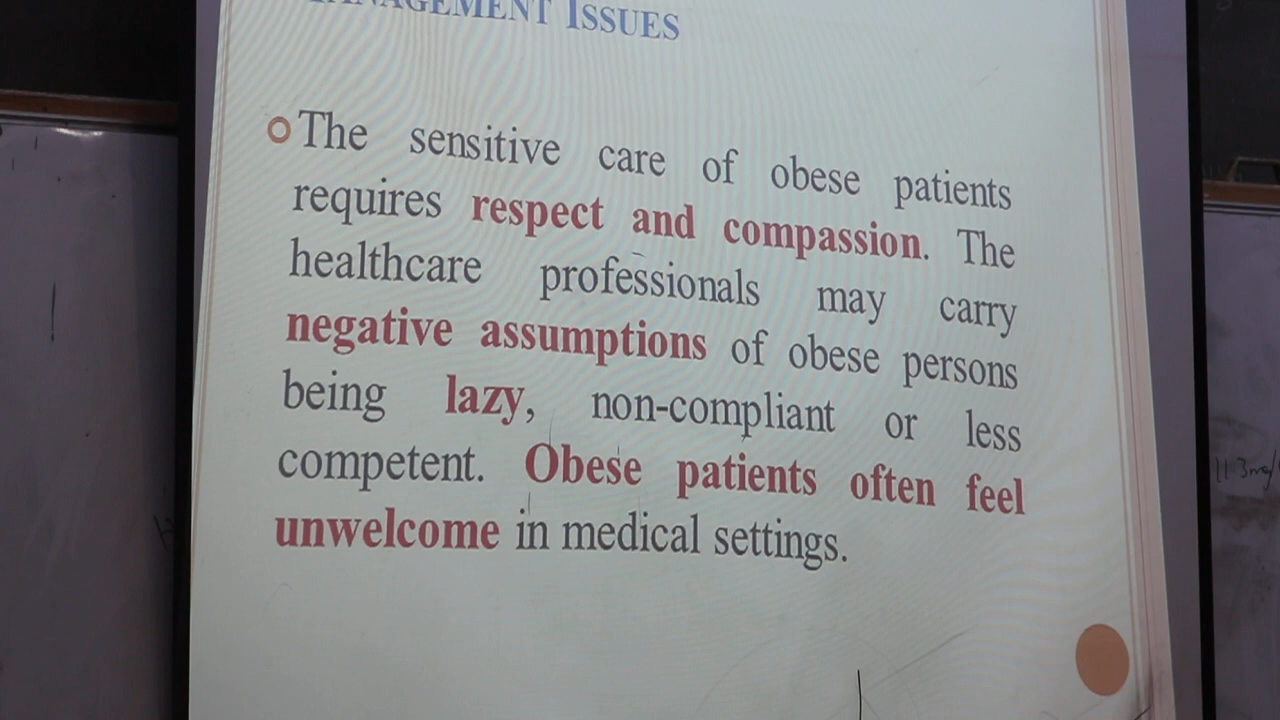 MANAGEMENT ISSUES
The sensitive care of obese patients
requires respect and compassion. The
healthcare professionals may carry
negative assumptions of obese persons
being lazy, non-compliant or less
competent. Obese patients often feel
unwelcome in medical settings.